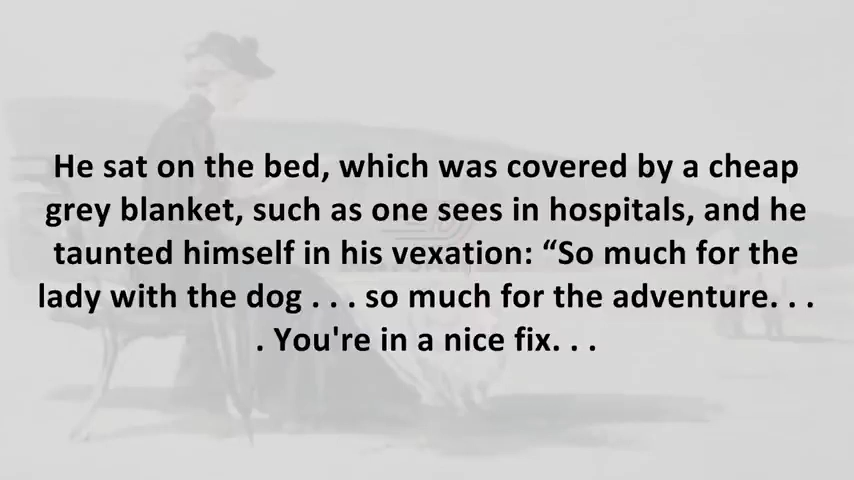 He sat on the bed, which was covered by a cheap
grey blanket, such as one sees in hospitals, and he
taunted himself in his vexation: “So much for the
lady with the dog . . . so much for the adventure. . .
. You're in a nice fix. . .